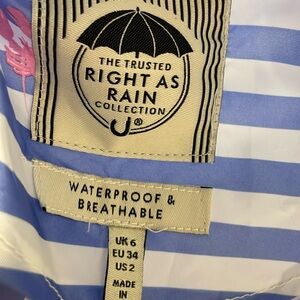 THE TRUSTED
RIGHT AS
RAIN
COLLECTION
®
WATERPROOF &
BREATHABLE
UK 6
EU 34
US 2
MADE
IN